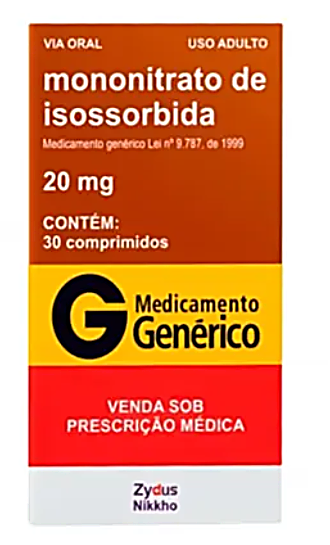 VIA ORAL USO ADULTO
mononitrato de
isossorbida
Medicamento genérico Lei nº 9.787, de 1999
20 mg
CONTÉM:
30 comprimidos
G Medicamento
Genérico
VENDA SOB
PRESCRIÇÃO MÉDICA
Zydus
Nikkho